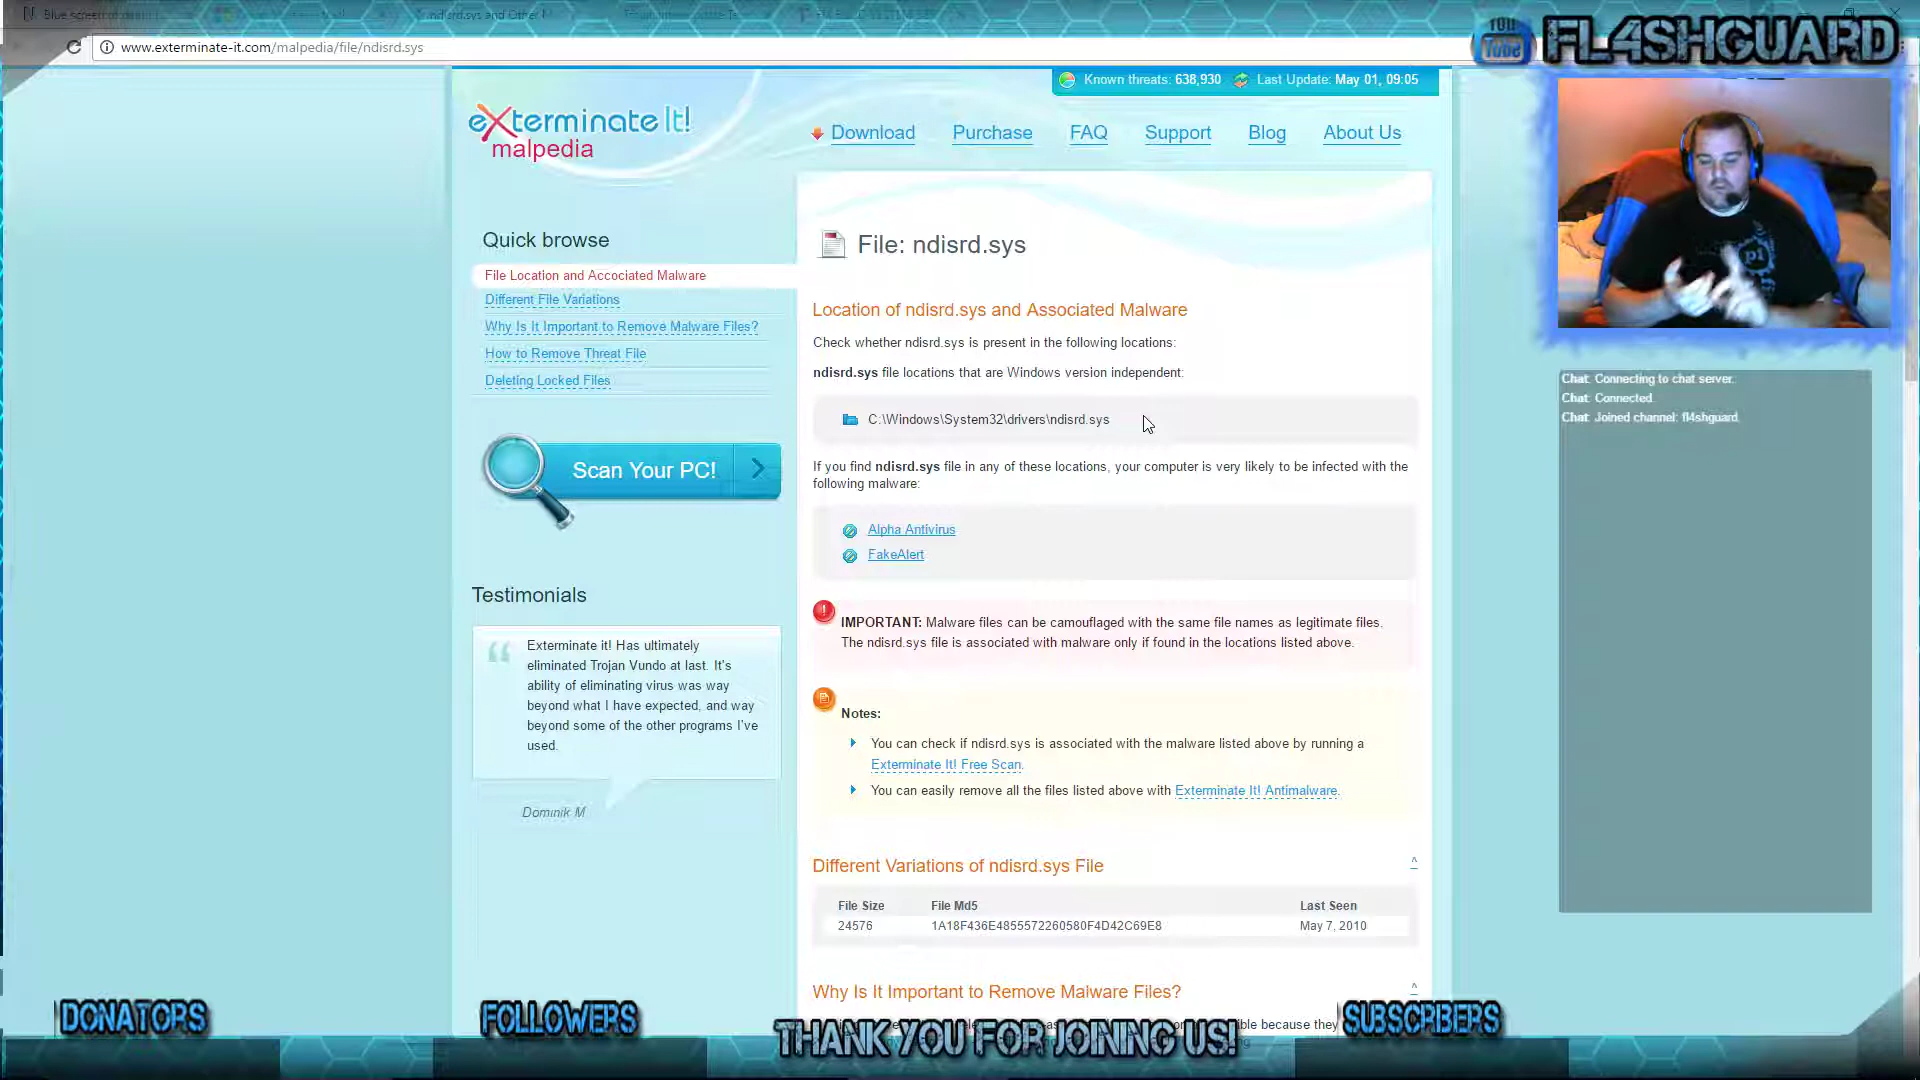 Blue screen of death
ndisrd.sys and Other M
You Tube FL4SHGUARD
www.exterminate-it.com/malpedia/file/ndisrd.sys
Known threats: 638,930 Last Update: May 01, 09:05
exterminate It!
malpedia
Download Purchase FAQ Support Blog About Us
Quick browse
File Location and Accociated Malware
Different File Variations
Why Is It Important to Remove Malware Files?
How to Remove Threat File
Deleting Locked Files
Scan Your PC!
Testimonials
Exterminate it! Has ultimately
eliminated Trojan Vundo at last. It's
ability of eliminating virus was way
beyond what I have expected, and way
beyond some of the other programs I've
used.
Dominik M
File: ndisrd.sys
Location of ndisrd.sys and Associated Malware
Check whether ndisrd.sys is present in the following locations:
ndisrd.sys file locations that are Windows version independent:
C:\Windows\System32\drivers\ndisrd.sys
If you find ndisrd.sys file in any of these locations, your computer is very likely to be infected with the
following malware:
Alpha Antivirus
FakeAlert
IMPORTANT: Malware files can be camouflaged with the same file names as legitimate files.
The ndisrd.sys file is associated with malware only if found in the locations listed above.
Notes:
You can check if ndisrd.sys is associated with the malware listed above by running a
Exterminate It! Free Scan.
You can easily remove all the files listed above with Exterminate It! Antimalware.
Different Variations of ndisrd.sys File ^
File Size File Md5 Last Seen
24576 1A18F436E4855572260580F4D42C69E8 May 7, 2010
Why Is It Important to Remove Malware Files? ^
because they
Chat: Connecting to chat server.
Chat: Connected.
Chat: Joined channel: fl4shguard.
DONATORS
FOLLOWERS
THANK YOU FOR JOINING US!
SUBSCRIBERS